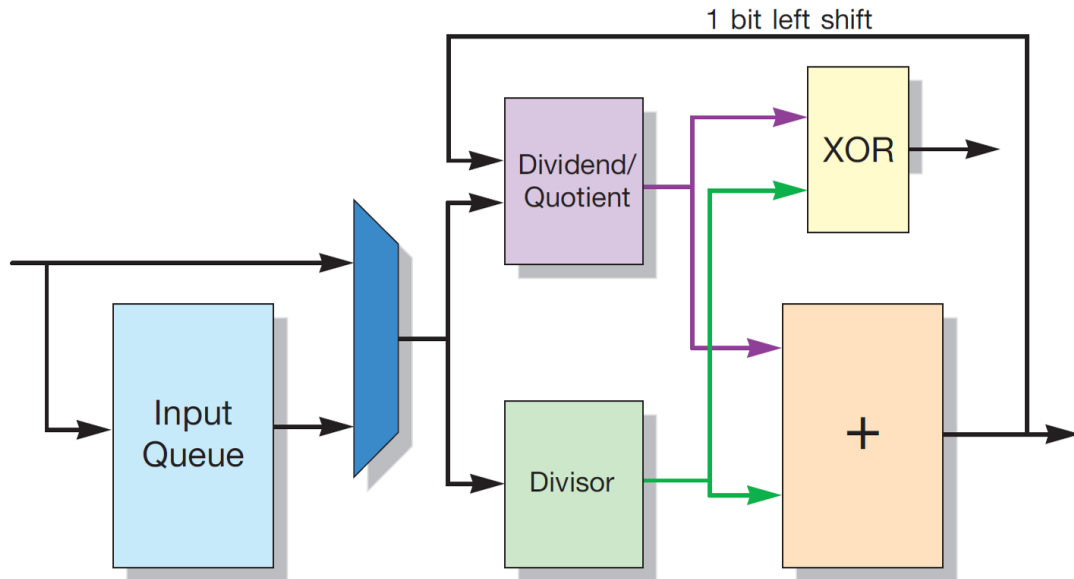 1 bit left shift
Dividend/
Quotient
XOR
Input
Queue
Divisor
+